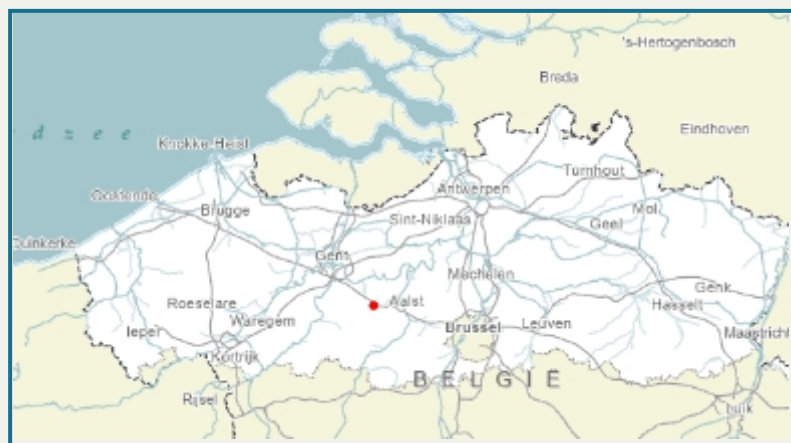 's-Hertogenbosch
Breda
d z e e
Eindhoven
Knokke-Heist
Turnhout
Oostende
Antwerpen
Mol
Brugge
Sint-Niklaas
Geel
Duinkerke
Gent
Mechelen
Genk
Roeselare
Aalst
Hasselt
Waregem
Brussel
Leuven
Ieper
Maastricht
Kortrijk
BELGIË
Rijsel
Luik